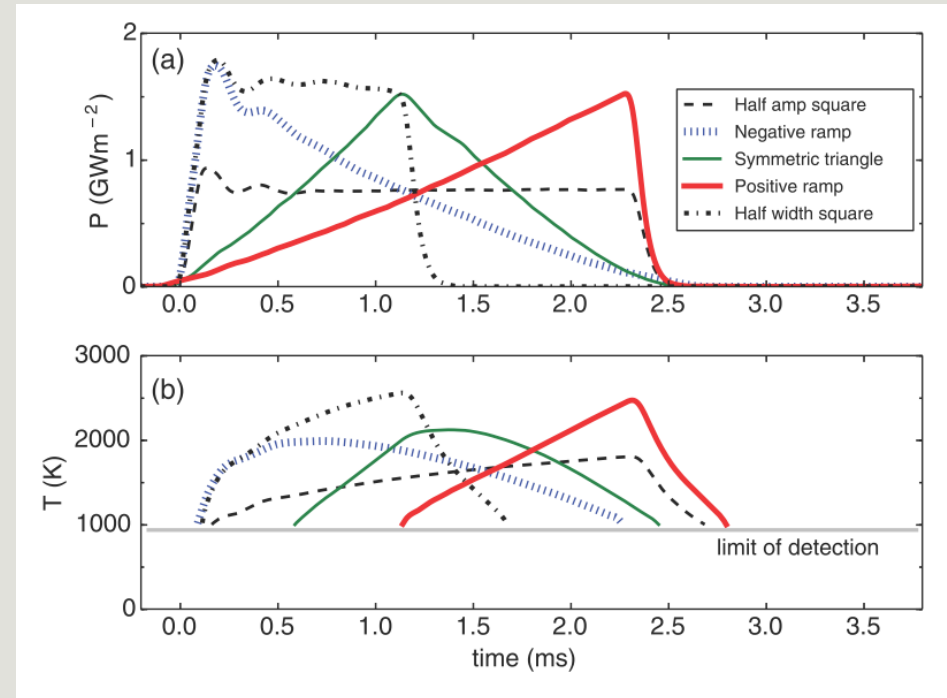 2
(a)
Half amp square
Negative ramp
Symmetric triangle
Positive ramp
Half width square
1
P (GWm⁻²)
0
0.0 0.5 1.0 1.5 2.0 2.5 3.0 3.5
3000
(b)
2000
T (K)
1000
limit of detection
0
0.0 0.5 1.0 1.5 2.0 2.5 3.0 3.5
time (ms)